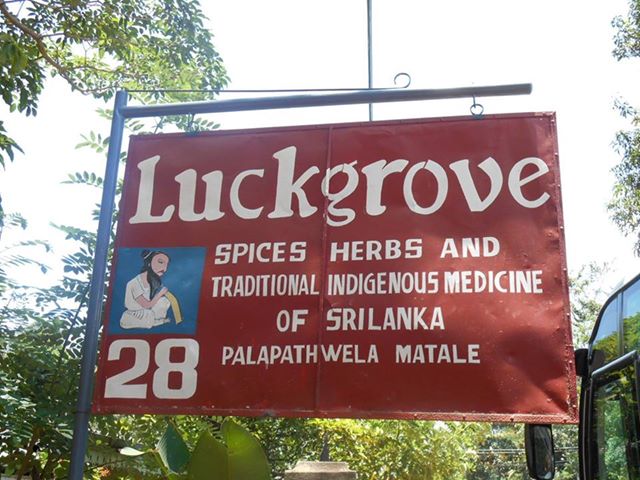 Luckgrove
SPICES HERBS AND
TRADITIONAL INDIGENOUS MEDICINE
OF SRILANKA
28 PALAPATHWELA MATALE